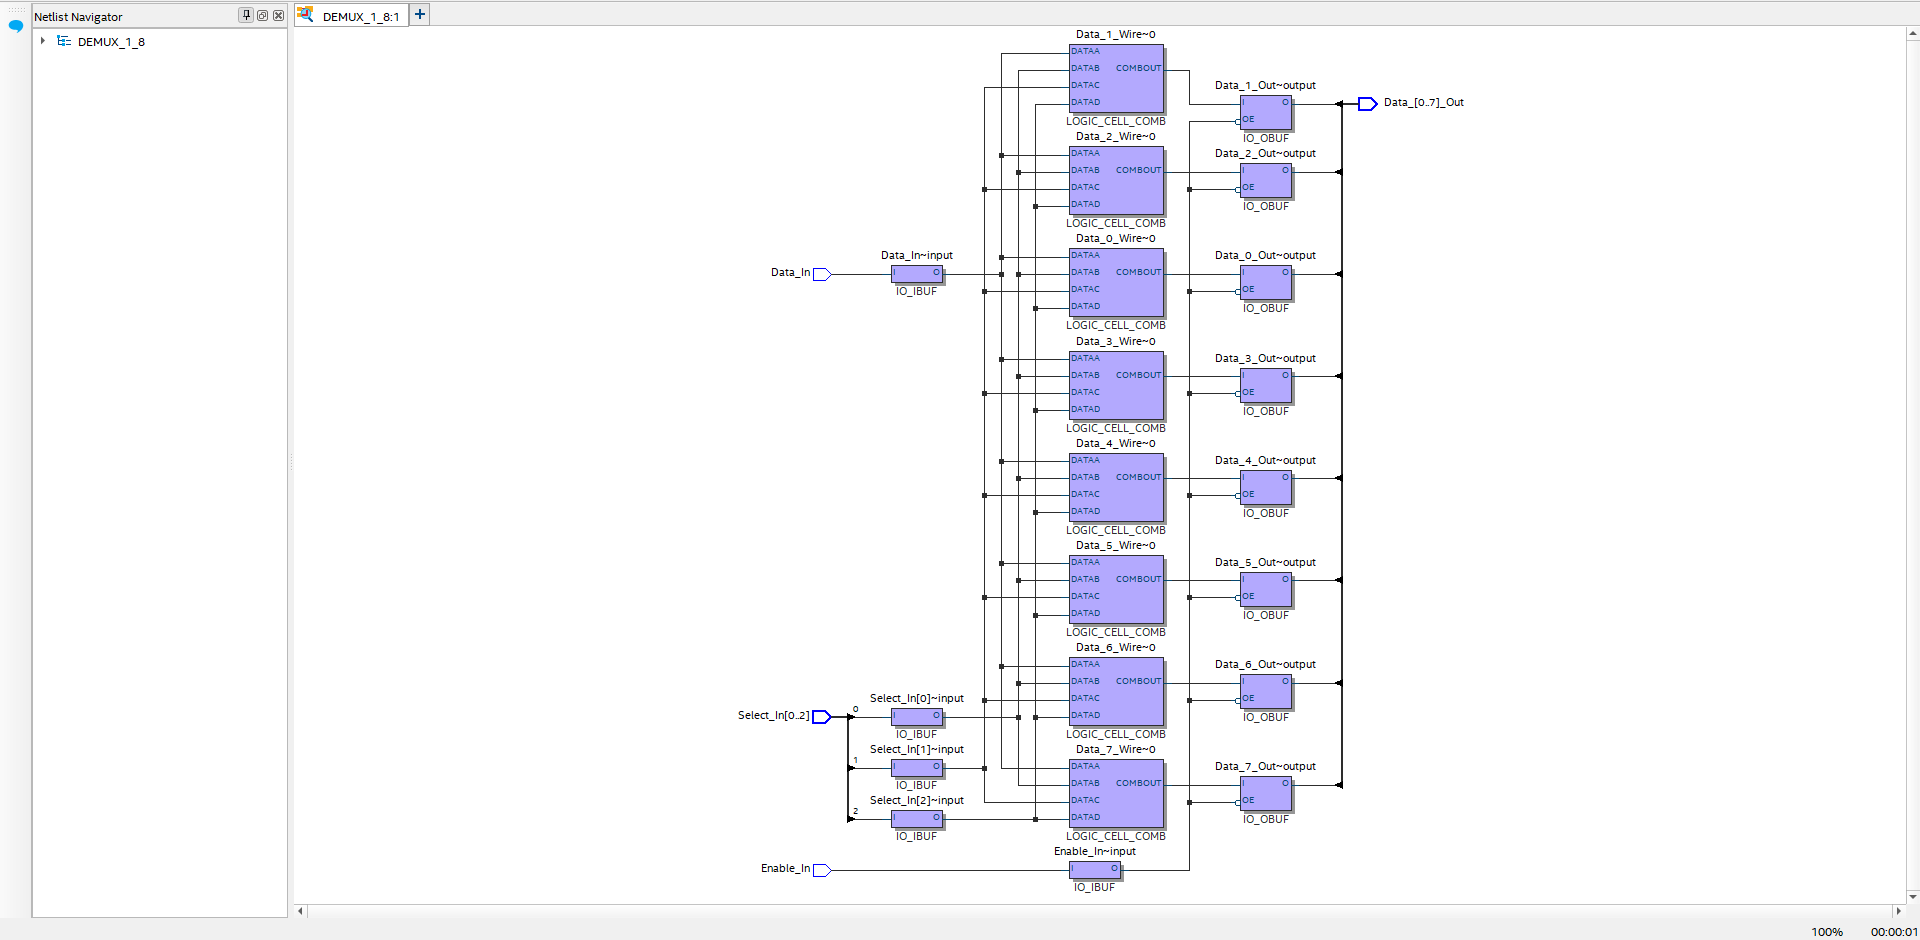 Netlist Navigator
DEMUX_1_8
DEMUX_1_8:1
Data_1_Wire~0
DATAA
DATAB COMBOUT
DATAC
DATAD
LOGIC_CELL_COMB
Data_1_Out~output
I O
OE
IO_OBUF
Data_[0..7]_Out
Data_2_Wire~0
DATAA
DATAB COMBOUT
DATAC
DATAD
LOGIC_CELL_COMB
Data_2_Out~output
I O
OE
IO_OBUF
Data_In
Data_In~input
I O
IO_IBUF
Data_0_Wire~0
DATAA
DATAB COMBOUT
DATAC
DATAD
LOGIC_CELL_COMB
Data_0_Out~output
I O
OE
IO_OBUF
Data_3_Wire~0
DATAA
DATAB COMBOUT
DATAC
DATAD
LOGIC_CELL_COMB
Data_3_Out~output
I O
OE
IO_OBUF
Data_4_Wire~0
DATAA
DATAB COMBOUT
DATAC
DATAD
LOGIC_CELL_COMB
Data_4_Out~output
I O
OE
IO_OBUF
Data_5_Wire~0
DATAA
DATAB COMBOUT
DATAC
DATAD
LOGIC_CELL_COMB
Data_5_Out~output
I O
OE
IO_OBUF
Data_6_Wire~0
DATAA
DATAB COMBOUT
DATAC
DATAD
LOGIC_CELL_COMB
Data_6_Out~output
I O
OE
IO_OBUF
Select_In[0..2]
0
Select_In[0]~input
I O
IO_IBUF
1
Select_In[1]~input
I O
IO_IBUF
2
Select_In[2]~input
I O
IO_IBUF
Data_7_Wire~0
DATAA
DATAB COMBOUT
DATAC
DATAD
LOGIC_CELL_COMB
Data_7_Out~output
I O
OE
IO_OBUF
Enable_In
Enable_In~input
I O
IO_IBUF
100% 00:00:01